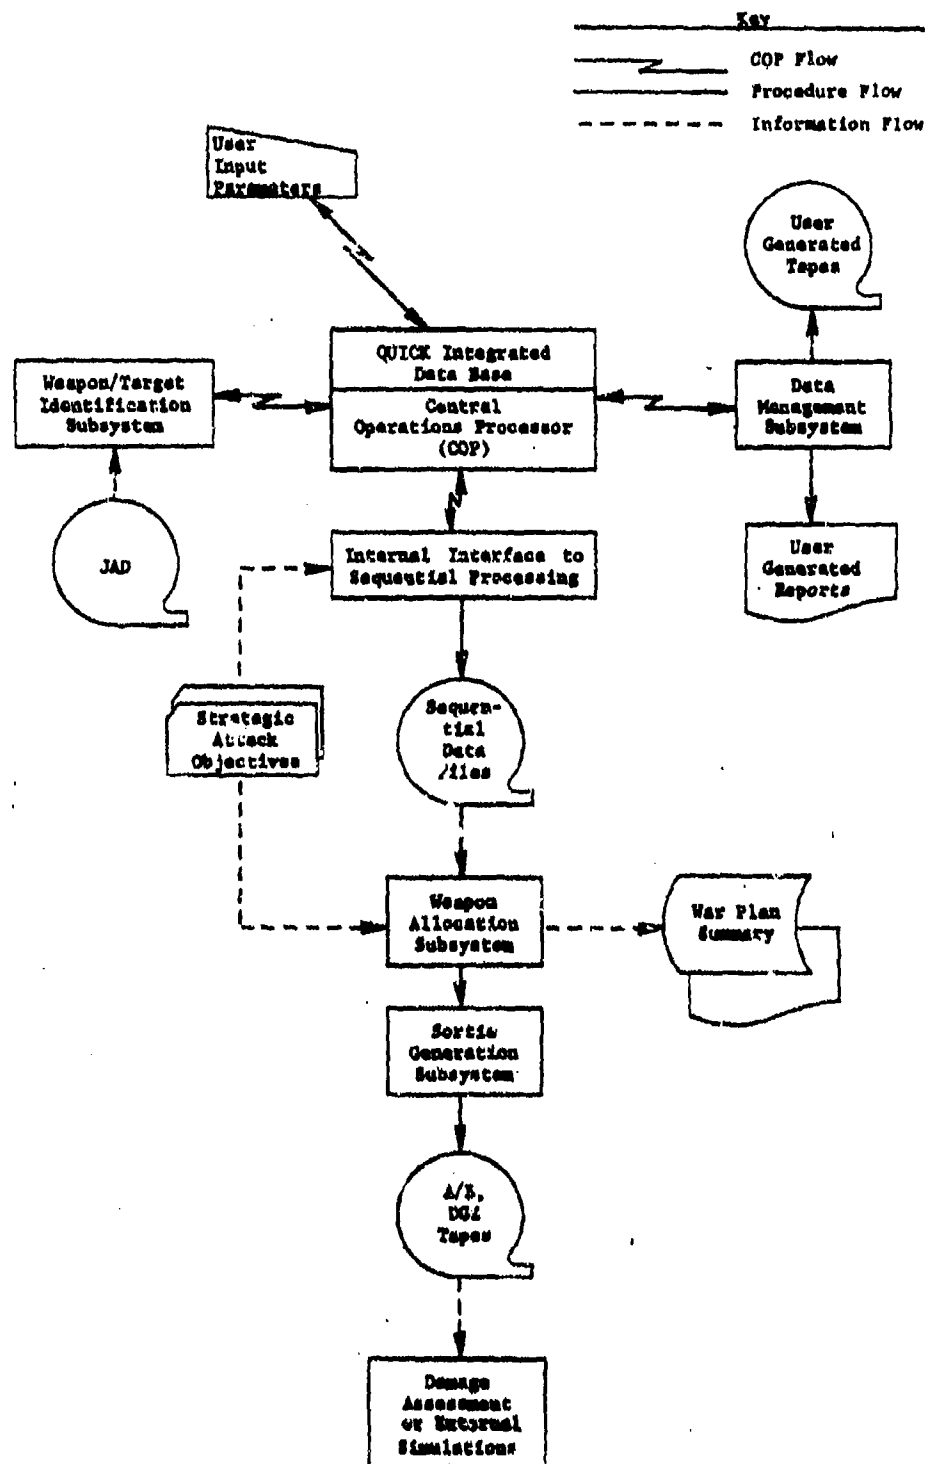 Key
COP Flow
Procedure Flow
Information Flow
User
Input
Parameters
User
Generated
Tapes
QUICK Integrated
Data Base
Central
Operations Processor
(COP)
Weapon/Target
Identification
Subsystem
Data
Management
Subsystem
JAD
Internal Interface to
Sequential Processing
User
Generated
Reports
Strategic
Attack
Objectives
Sequen-
tial
Data
Files
Weapon
Allocation
Subsystem
War Plan
Summary
Sortie
Generation
Subsystem
Tapes
Damage
Assessment
or External
Simulations